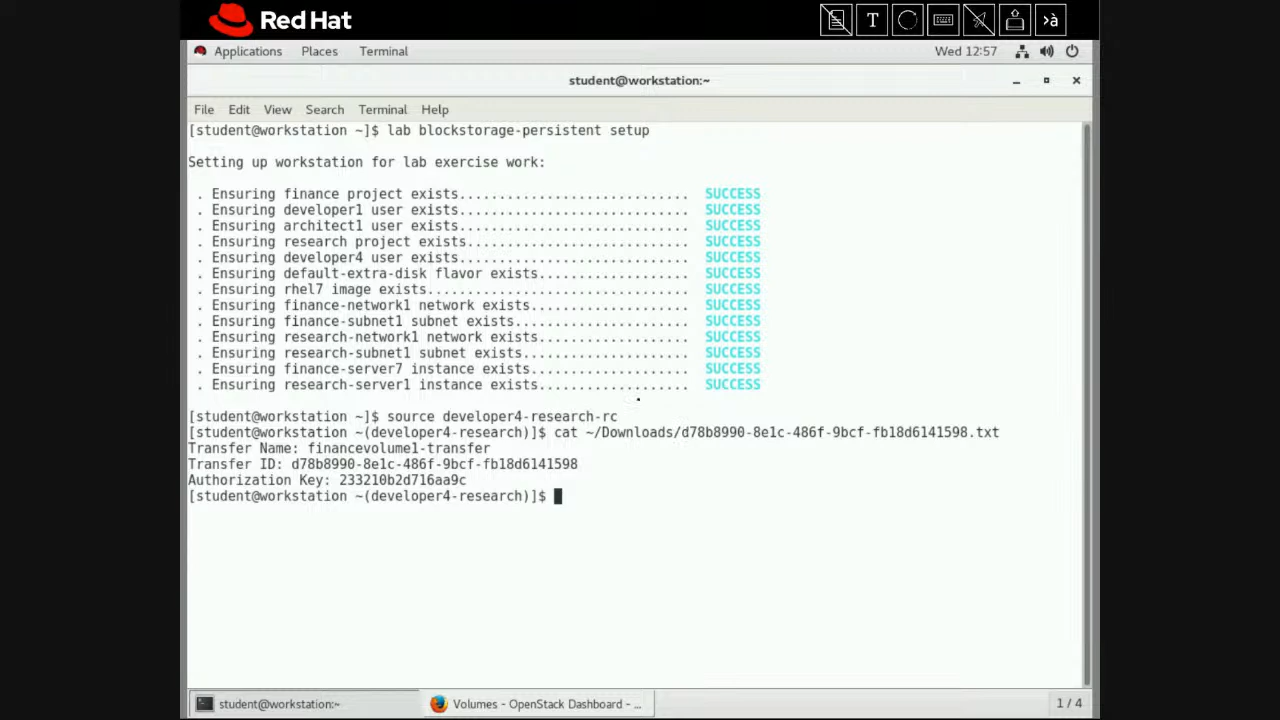 Red Hat
T
>à
Applications Places Terminal Wed 12:57
student@workstation:~
File Edit View Search Terminal Help
[student@workstation ~]$ lab blockstorage-persistent setup
Setting up workstation for lab exercise work:
. Ensuring finance project exists............................. SUCCESS
. Ensuring developer1 user exists............................. SUCCESS
. Ensuring architect1 user exists............................. SUCCESS
. Ensuring research project exists............................ SUCCESS
. Ensuring developer4 user exists............................. SUCCESS
. Ensuring default-extra-disk flavor exists................... SUCCESS
. Ensuring rhel7 image exists................................. SUCCESS
. Ensuring finance-network1 network exists.................... SUCCESS
. Ensuring finance-subnet1 subnet exists...................... SUCCESS
. Ensuring research-network1 network exists................... SUCCESS
. Ensuring research-subnet1 subnet exists..................... SUCCESS
. Ensuring finance-server7 instance exists.................... SUCCESS
. Ensuring research-server1 instance exists................... SUCCESS
[student@workstation ~]$ source developer4-research-rc
[student@workstation ~(developer4-research)]$ cat ~/Downloads/d78b8990-8e1c-486f-9bcf-fb18d6141598.txt
Transfer Name: financevolume1-transfer
Transfer ID: d78b8990-8e1c-486f-9bcf-fb18d6141598
Authorization Key: 233210b2d716aa9c
[student@workstation ~(developer4-research)]$
student@workstation:~ Volumes - OpenStack Dashboard - ... 1 / 4